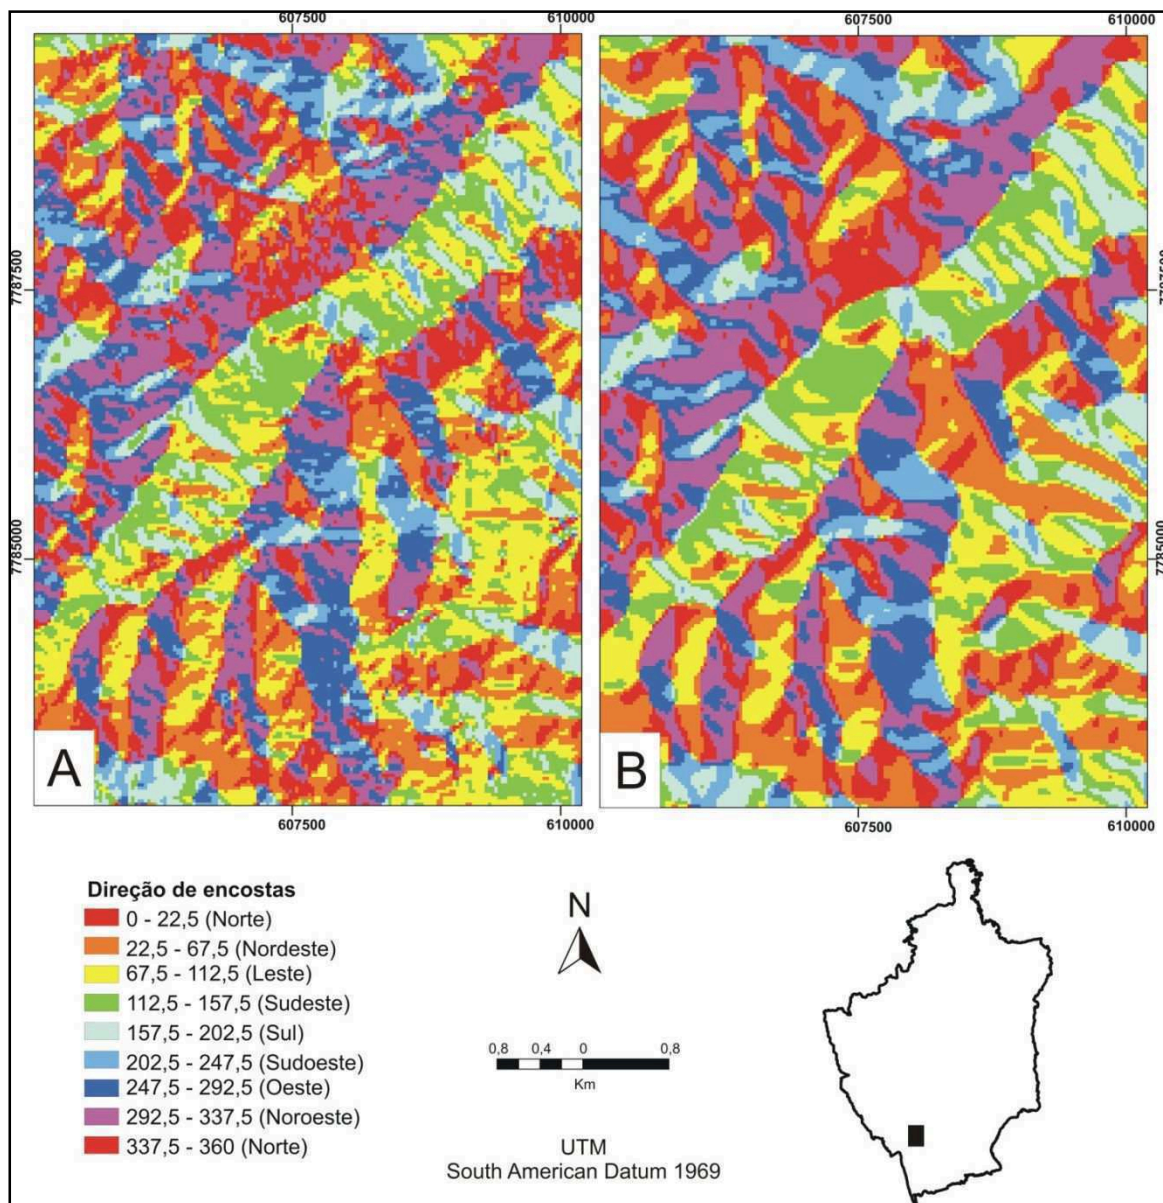 607500 610000 607500 610000
7787500 7787500
7785000 7785000
A B
607500 610000 607500 610000
Direção de encostas
0 - 22,5 (Norte)
22,5 - 67,5 (Nordeste)
67,5 - 112,5 (Leste)
112,5 - 157,5 (Sudeste)
157,5 - 202,5 (Sul)
202,5 - 247,5 (Sudoeste)
247,5 - 292,5 (Oeste)
292,5 - 337,5 (Noroeste)
337,5 - 360 (Norte)
N
0,8 0,4 0 0,8
Km
UTM
South American Datum 1969